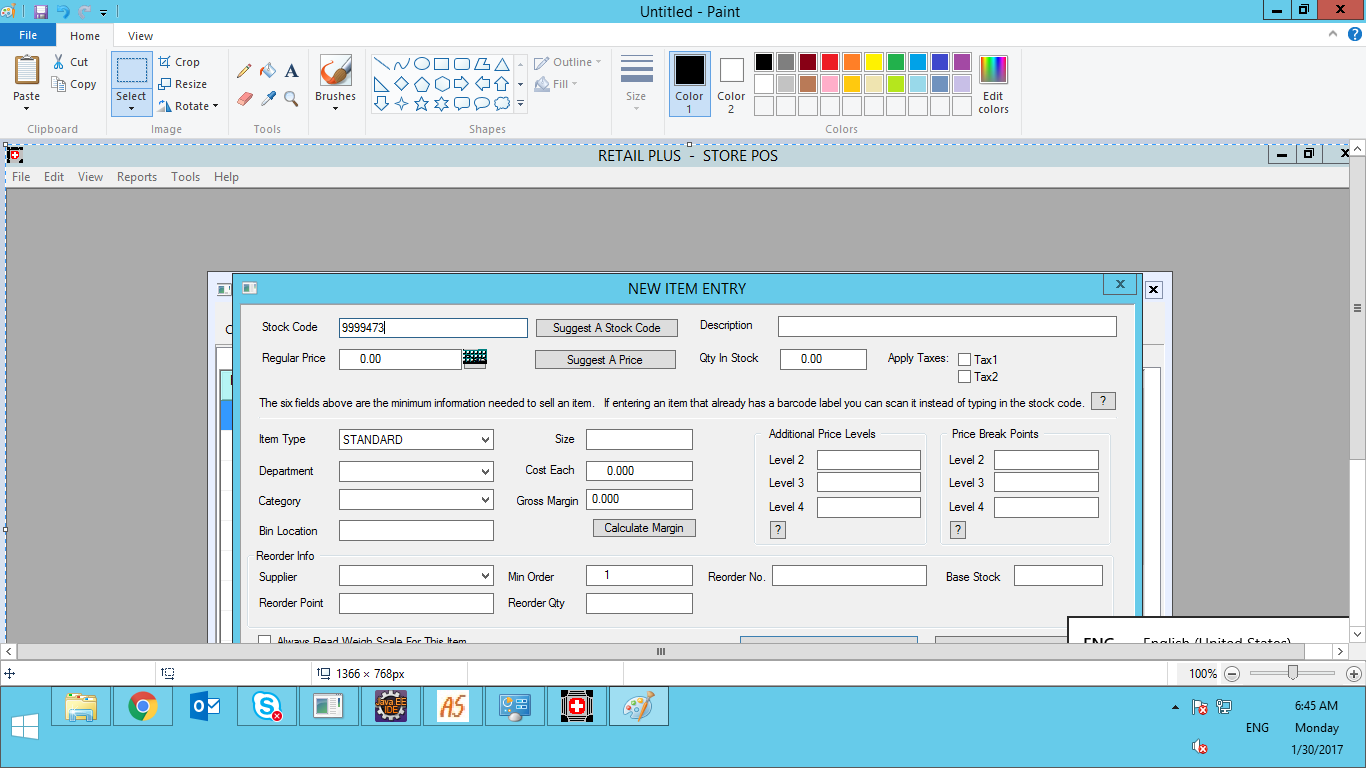 Untitled - Paint
File Home View
Cut
Copy
Paste
Clipboard
Select
Crop
Resize
Rotate
Image
A
Tools
Brushes
Outline
Fill
Shapes
Size
Color 1
Color 2
Colors
Edit colors
RETAIL PLUS - STORE POS
File Edit View Reports Tools Help
NEW ITEM ENTRY
Stock Code 9999473 Suggest A Stock Code Description
Regular Price 0.00 Suggest A Price Qty In Stock 0.00 Apply Taxes: Tax1
Tax2
The six fields above are the minimum information needed to sell an item. If entering an item that already has a barcode label you can scan it instead of typing in the stock code. ?
Item Type STANDARD Size Additional Price Levels Price Break Points
Level 2 Level 2
Department Cost Each 0.000
Level 3 Level 3
Category Gross Margin 0.000
Level 4 Level 4
Bin Location Calculate Margin ? ?
Reorder Info
Supplier Min Order 1 Reorder No. Base Stock
Reorder Point Reorder Qty
Always Read Weigh Scale For This Item
ENG English (United States)
1366 × 768px 100%
Java EE IDE
AS
6:45 AM
ENG Monday
1/30/2017